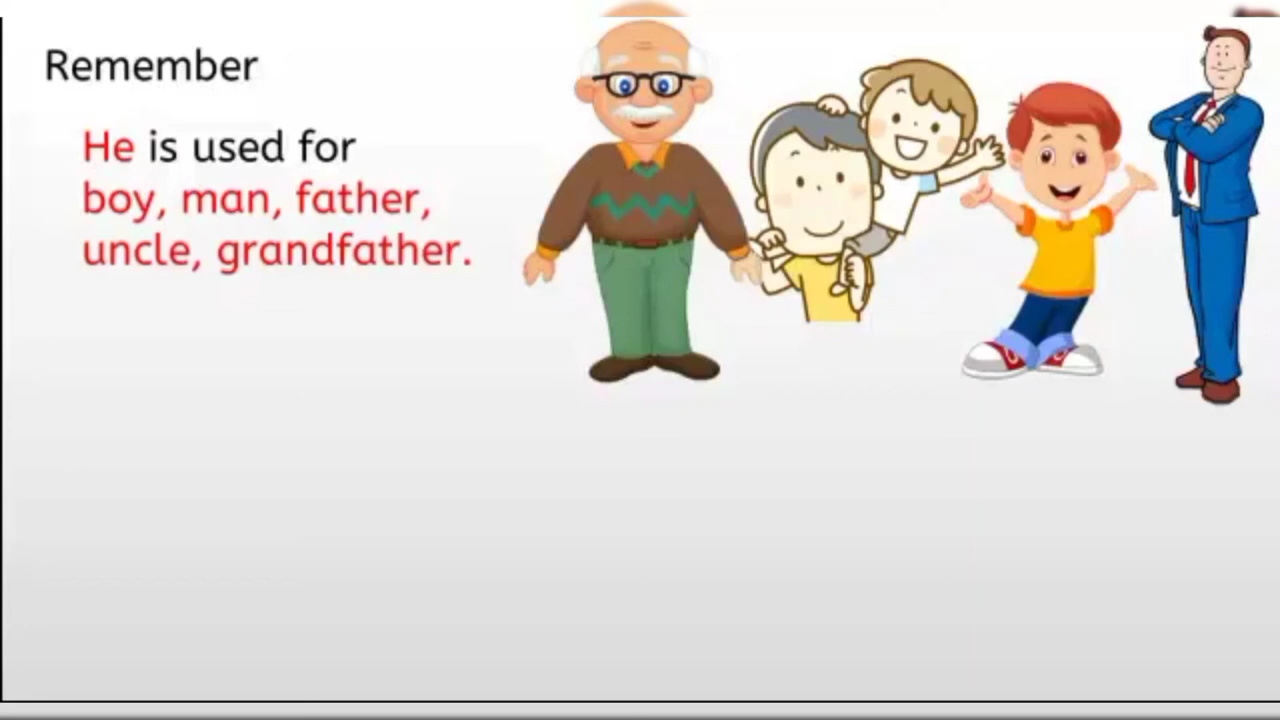 Remember
He is used for
boy, man, father,
uncle, grandfather.